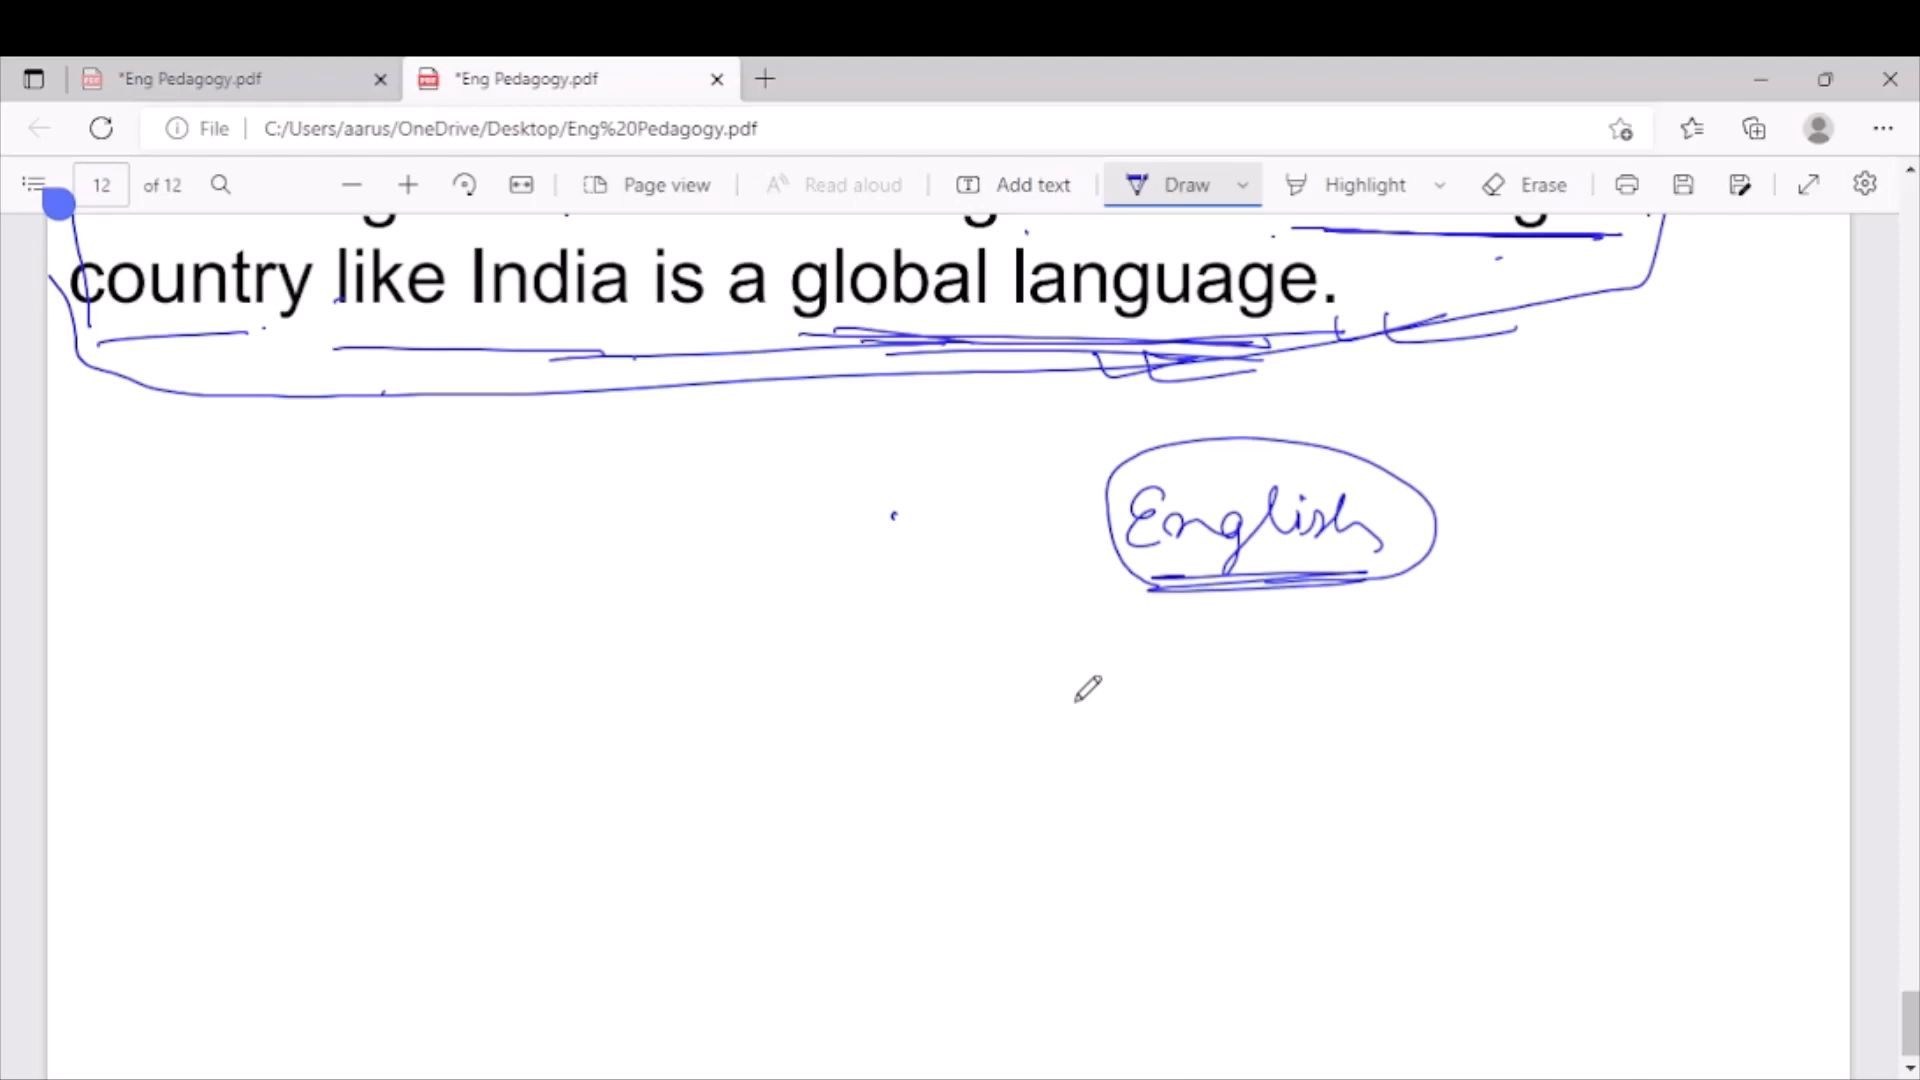 *Eng Pedagogy.pdf
*Eng Pedagogy.pdf
File C:/Users/aarus/OneDrive/Desktop/Eng%20Pedagogy.pdf
12 of 12 Page view Read aloud Add text Draw Highlight Erase
country like India is a global language.
English